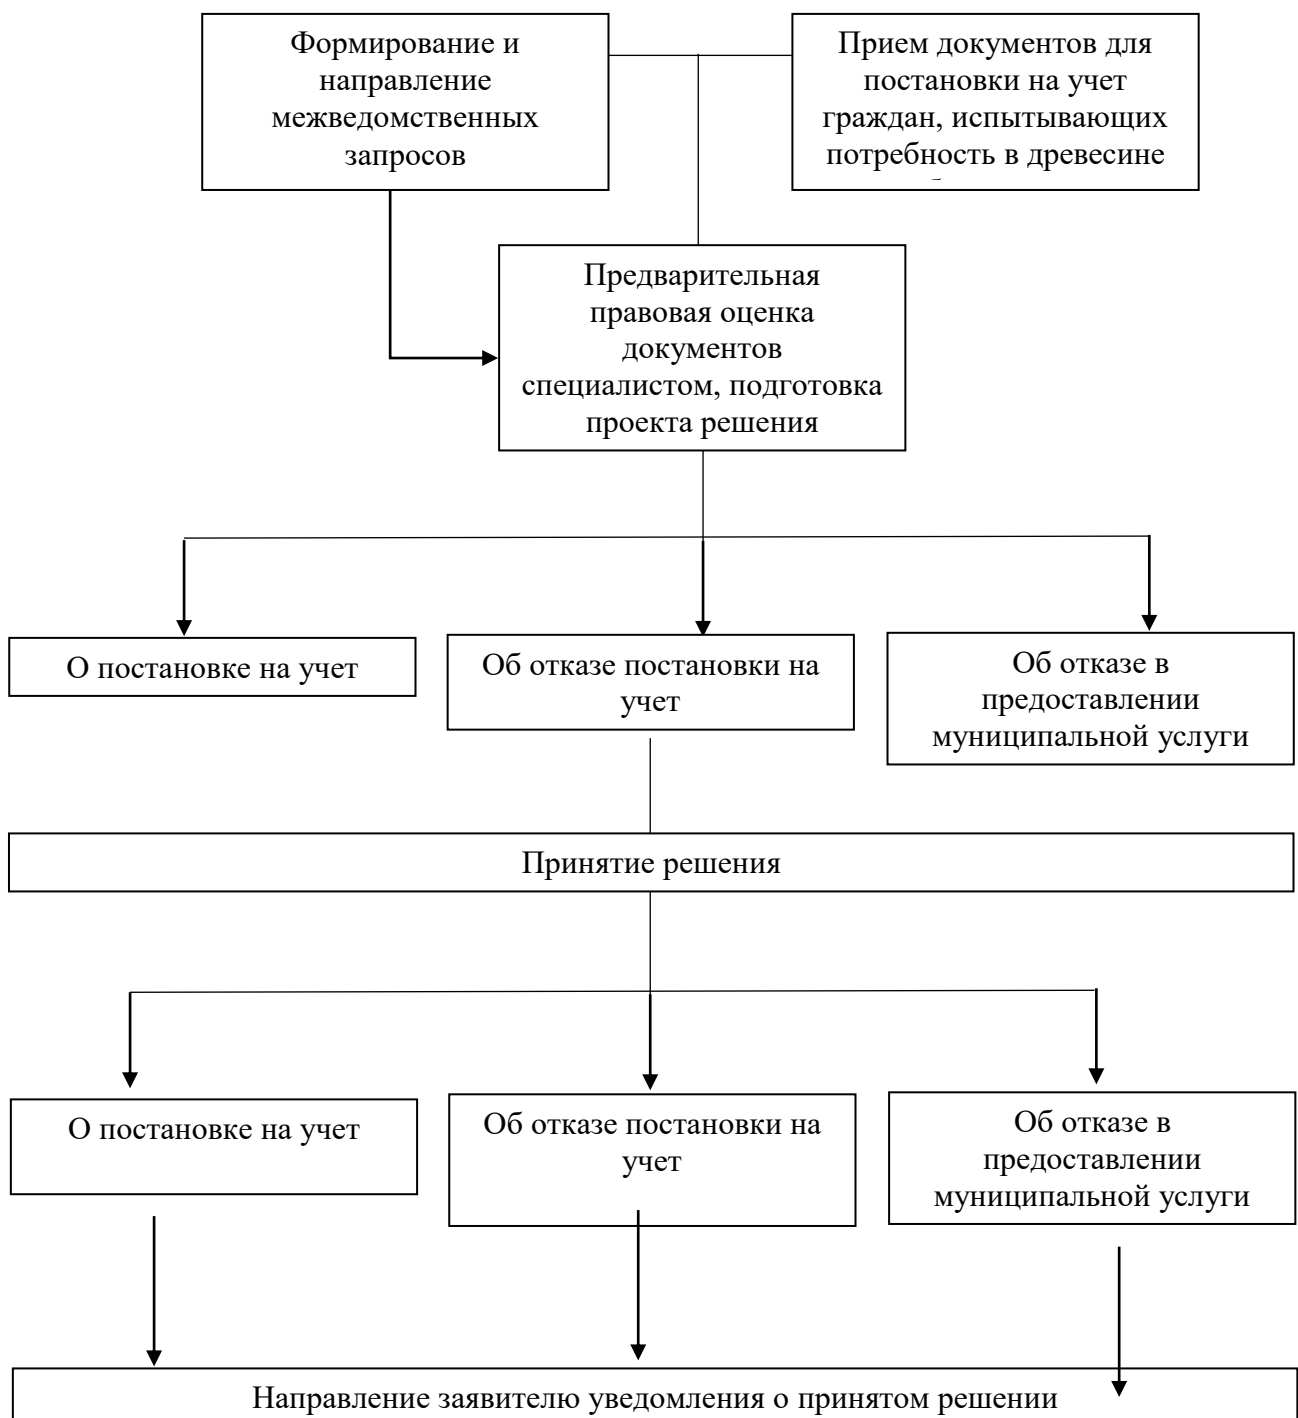 Формирование и
направление
межведомственных
запросов
Прием документов для
постановки на учет
граждан, испытывающих
потребность в древесине
Предварительная
правовая оценка
документов
специалистом, подготовка
проекта решения
О постановке на учет
Об отказе постановки на
учет
Об отказе в
предоставлении
муниципальной услуги
Принятие решения
О постановке на учет
Об отказе постановки на
учет
Об отказе в
предоставлении
муниципальной услуги
Направление заявителю уведомления о принятом решении